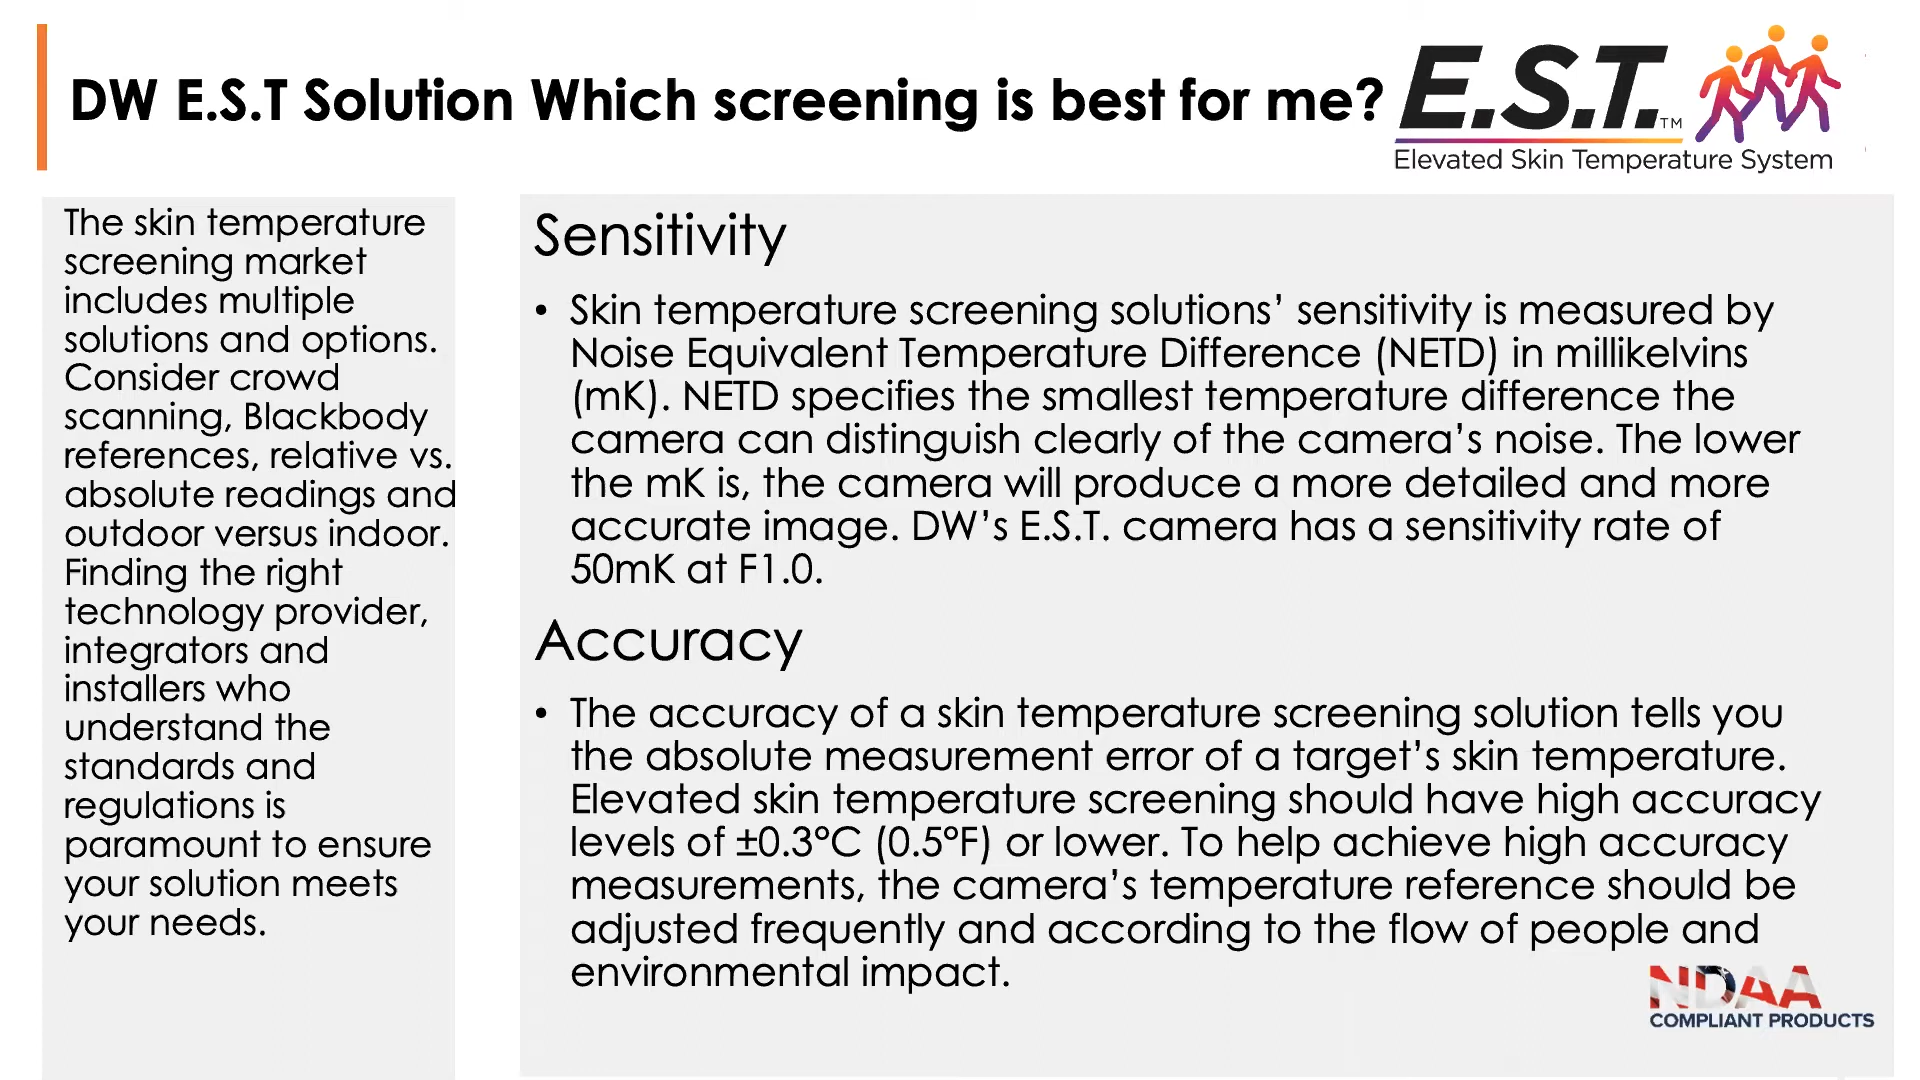 DW E.S.T Solution Which screening is best for me?
E.S.T.™
Elevated Skin Temperature System
The skin temperature
screening market
includes multiple
solutions and options.
Consider crowd
scanning, Blackbody
references, relative vs.
absolute readings and
outdoor versus indoor.
Finding the right
technology provider,
integrators and
installers who
understand the
standards and
regulations is
paramount to ensure
your solution meets
your needs.
Sensitivity
• Skin temperature screening solutions’ sensitivity is measured by
Noise Equivalent Temperature Difference (NETD) in millikelvins
(mK). NETD specifies the smallest temperature difference the
camera can distinguish clearly of the camera’s noise. The lower
the mK is, the camera will produce a more detailed and more
accurate image. DW’s E.S.T. camera has a sensitivity rate of
50mK at F1.0.
Accuracy
• The accuracy of a skin temperature screening solution tells you
the absolute measurement error of a target’s skin temperature.
Elevated skin temperature screening should have high accuracy
levels of ±0.3°C (0.5°F) or lower. To help achieve high accuracy
measurements, the camera’s temperature reference should be
adjusted frequently and according to the flow of people and
environmental impact.
NDAA
COMPLIANT PRODUCTS